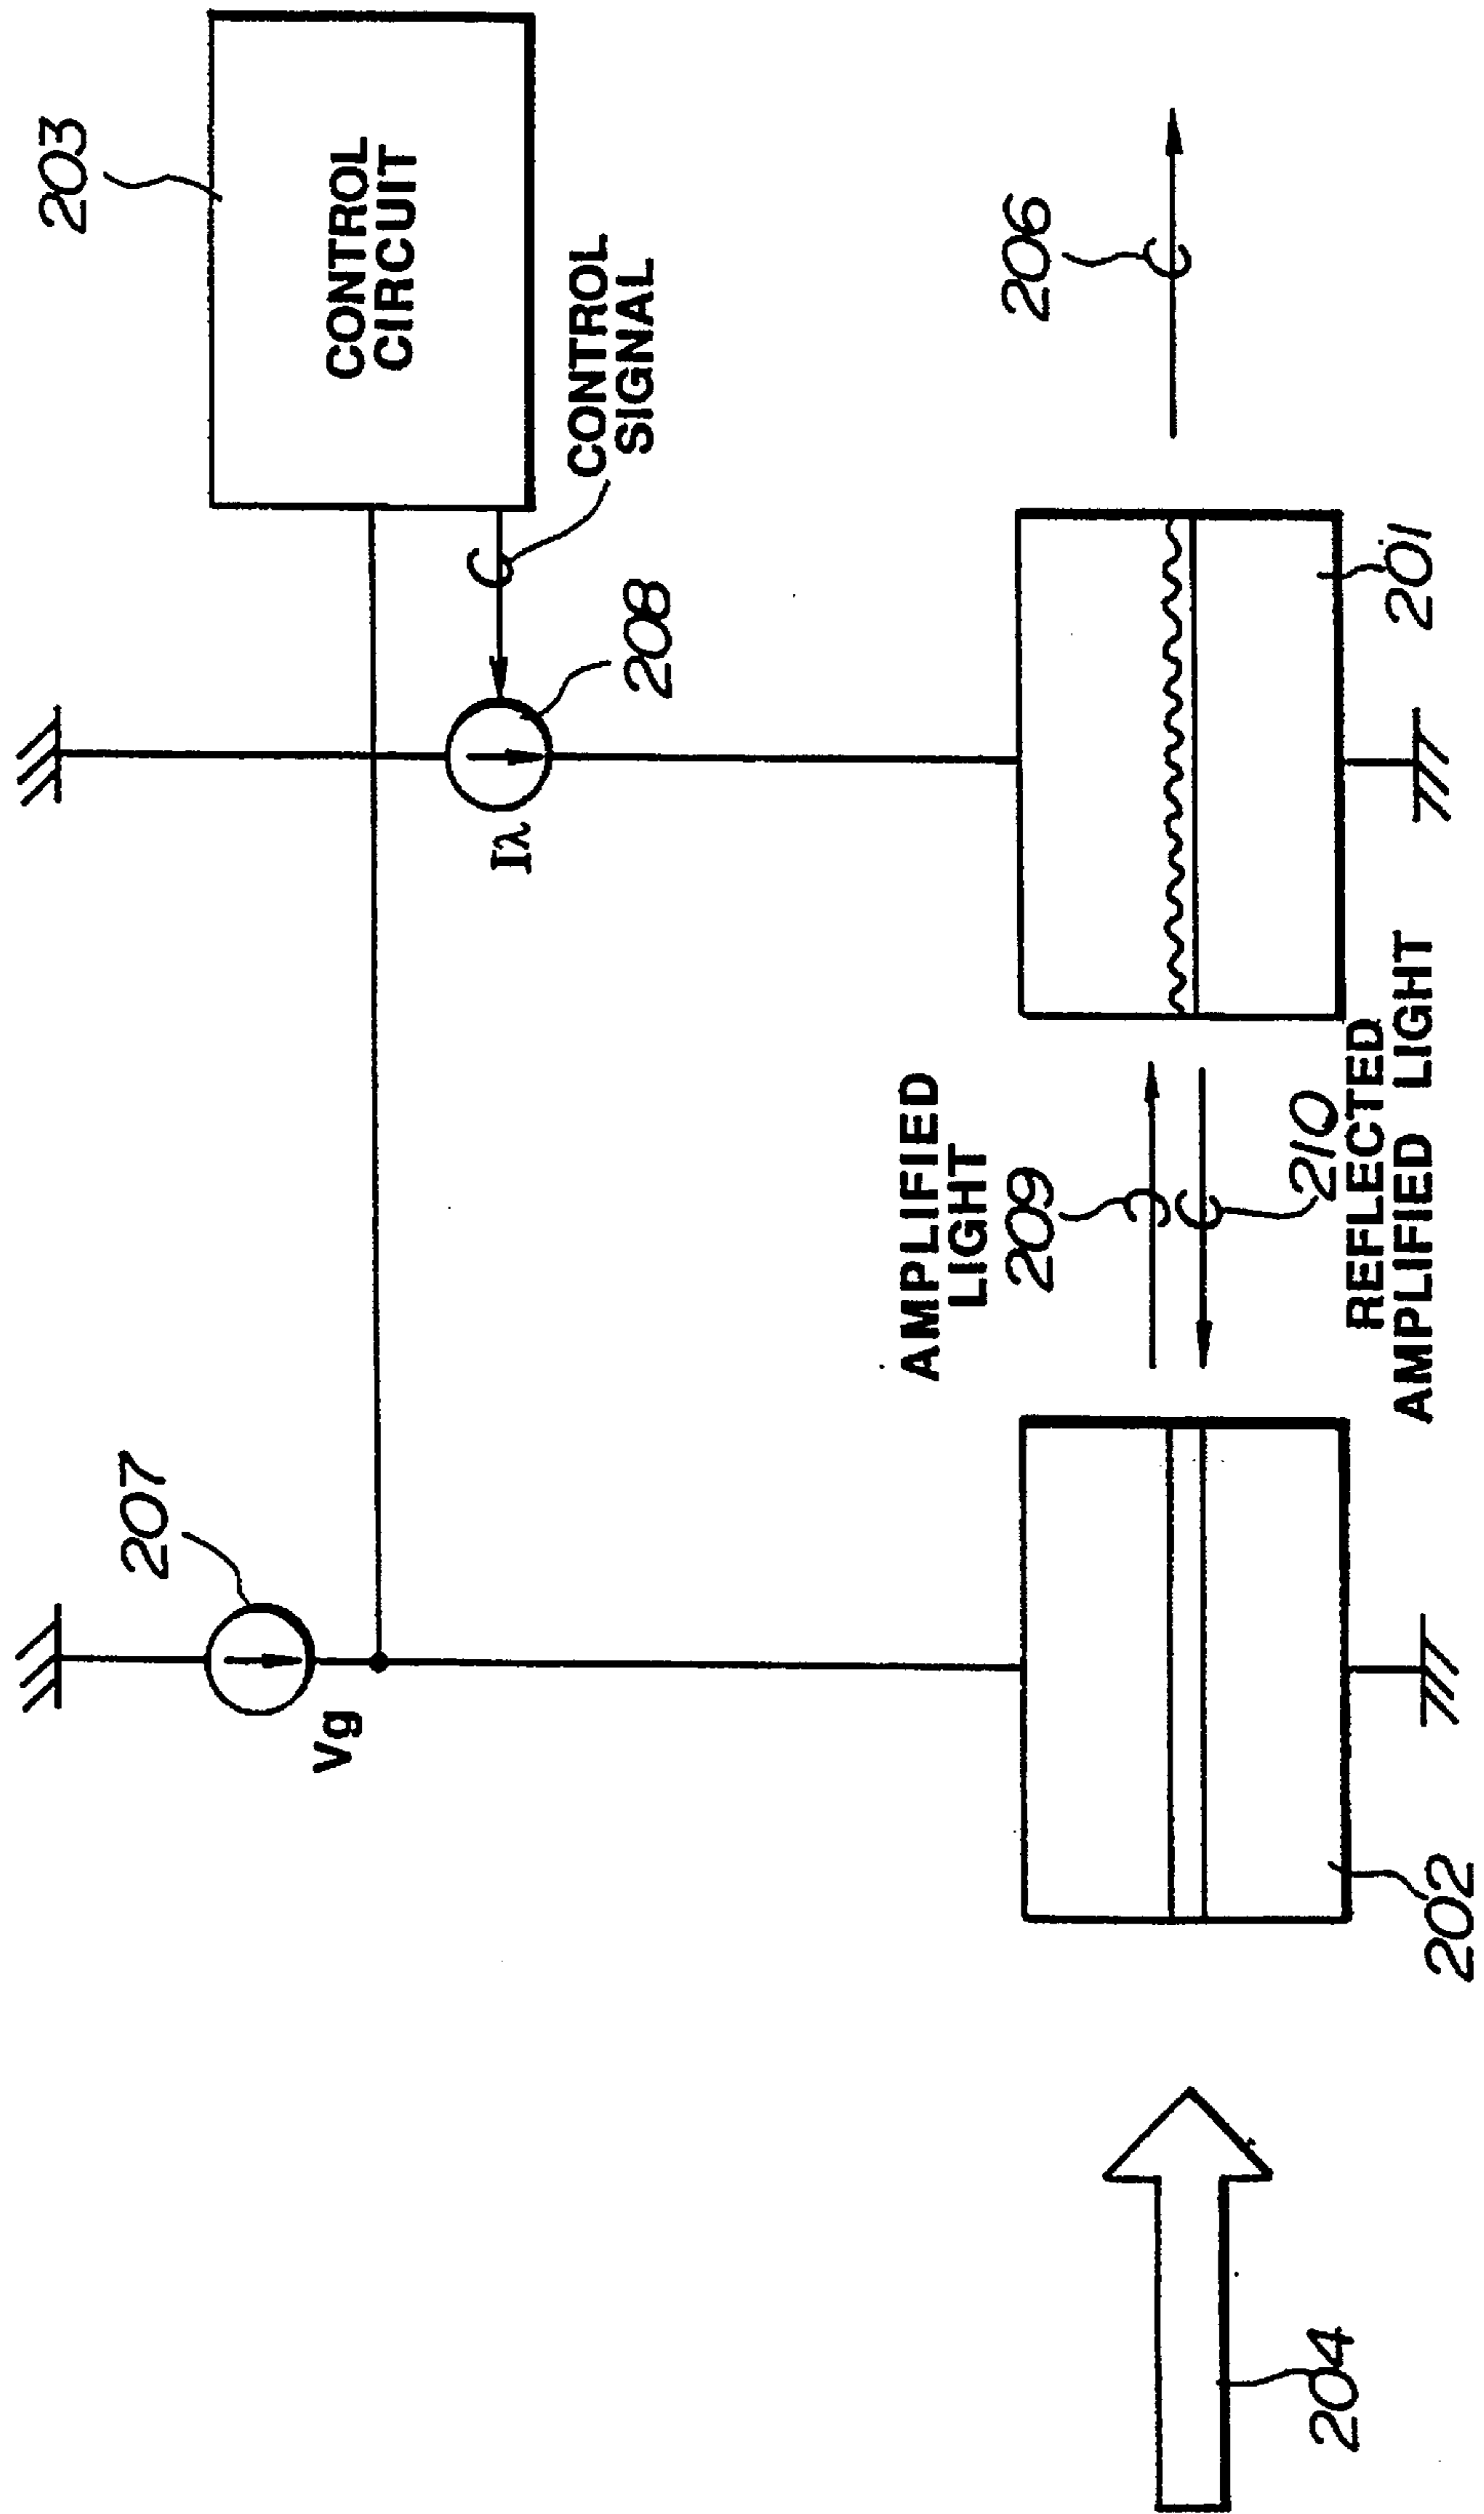 207
Vg
203
CONTROL
CIRCUIT
CONTROL
SIGNAL
208
Iλ
206
AMPLIFIED
LIGHT
209
201
210
REFLECTED
AMPLIFIED LIGHT
202
204